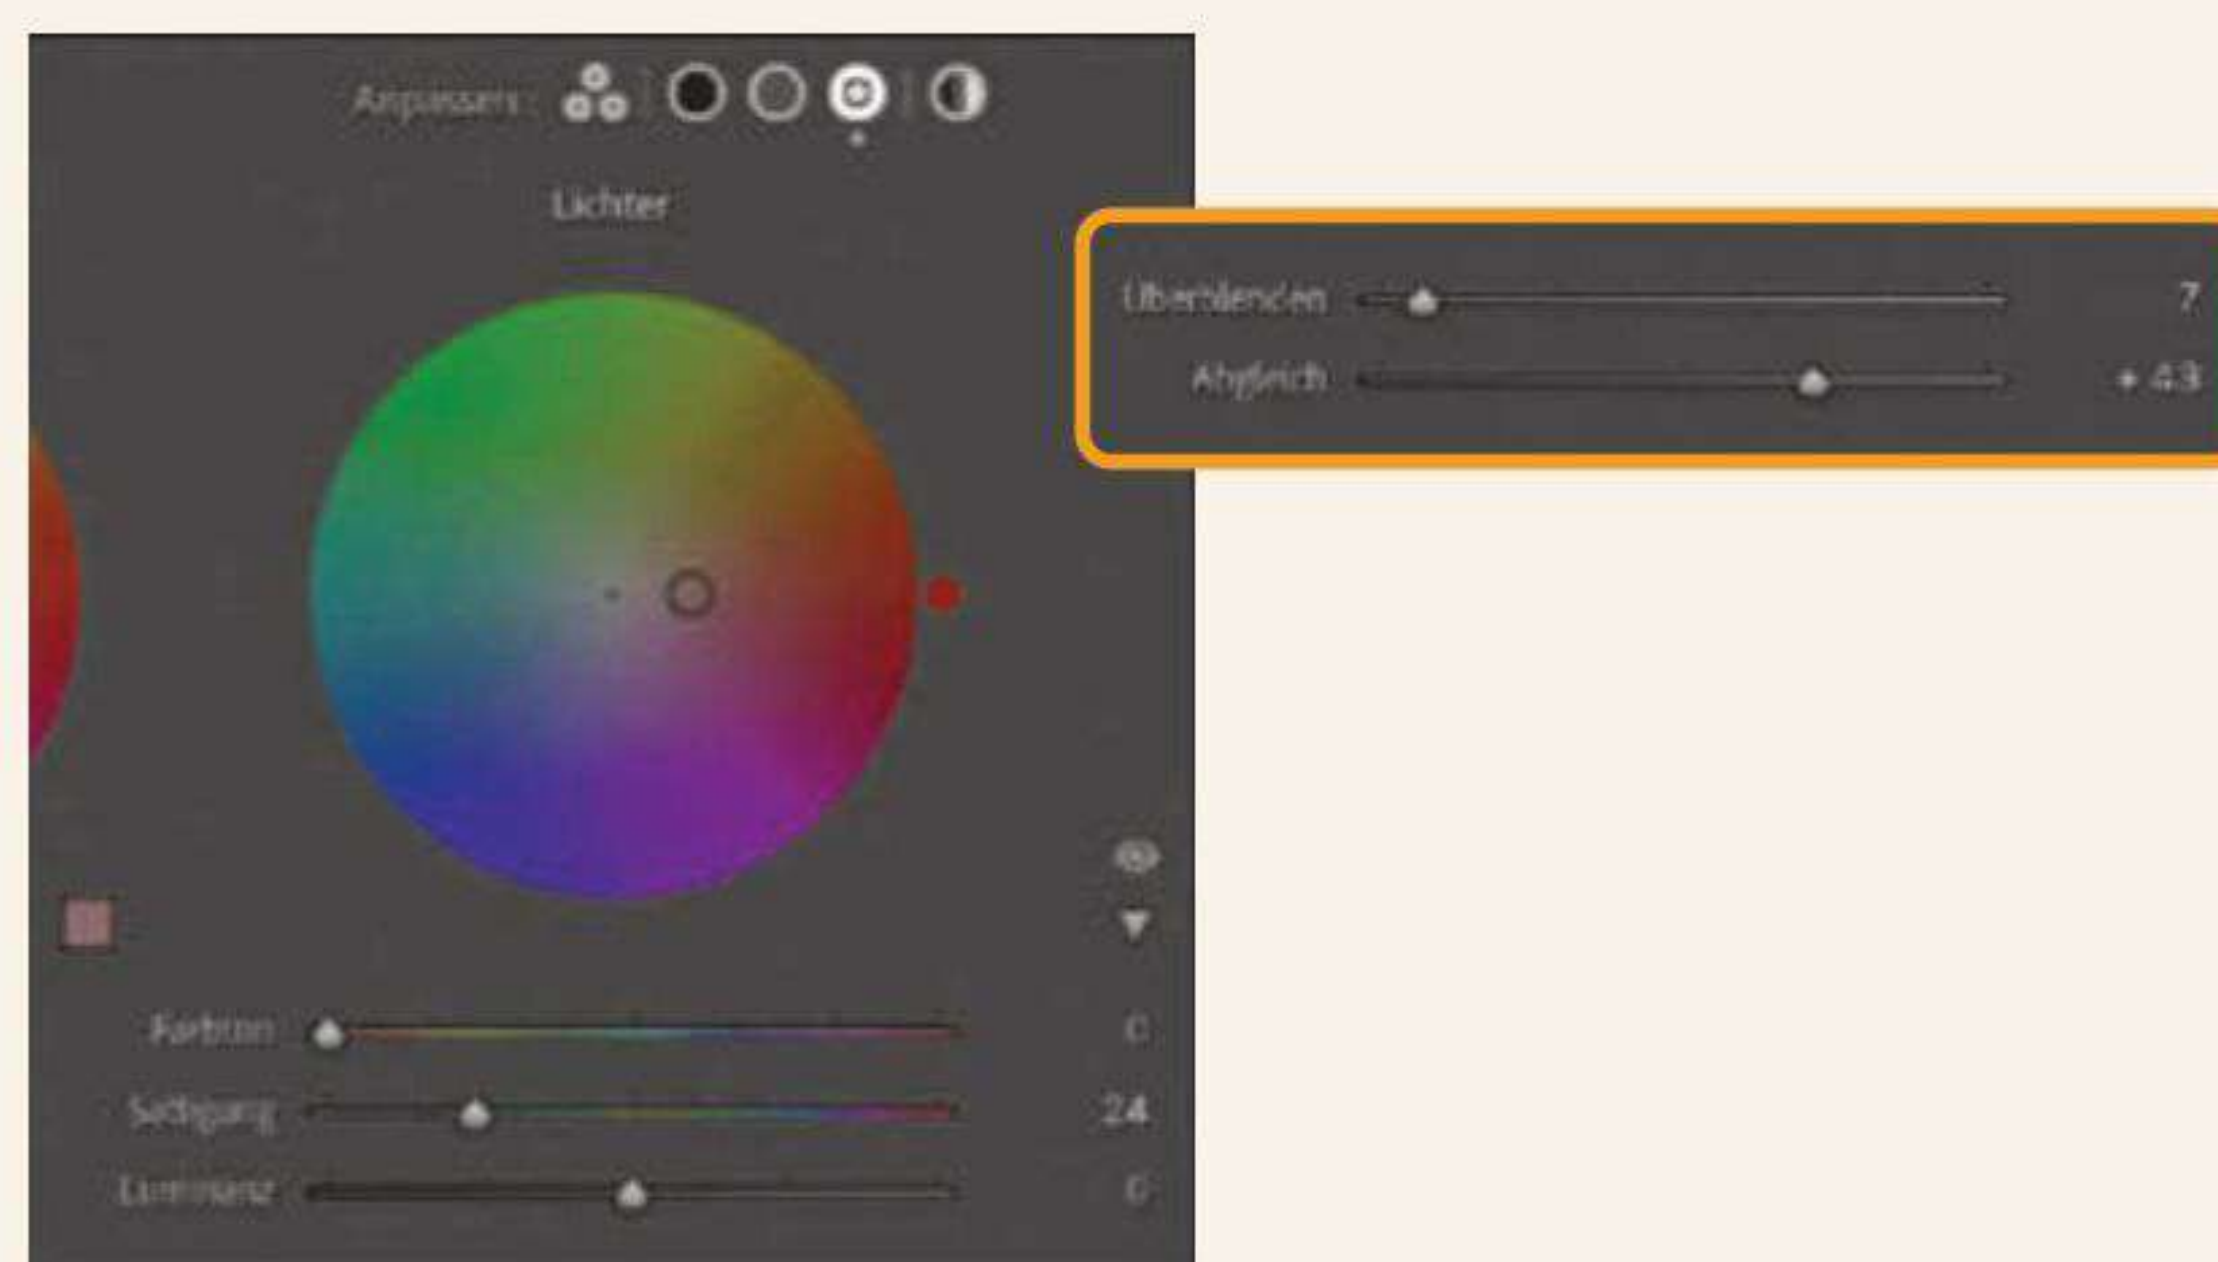 Anpassen:
Lichter
Überblenden 7
Abgleich + 43
Farbton 0
Sättigung 24
Luminanz 0